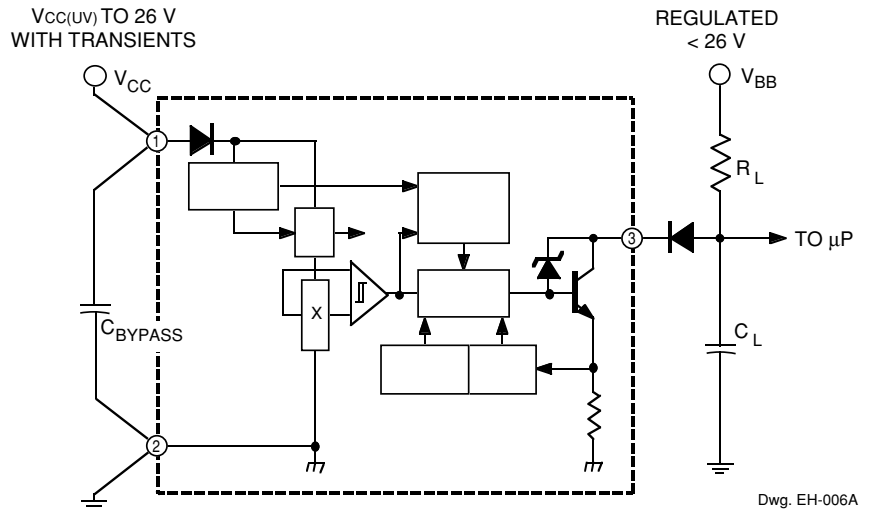 VCC(UV) TO 26 V
WITH TRANSIENTS
VCC
REGULATED
< 26 V
VBB
1
RL
3
TO µP
X
CBYPASS
CL
2
Dwg. EH-006A